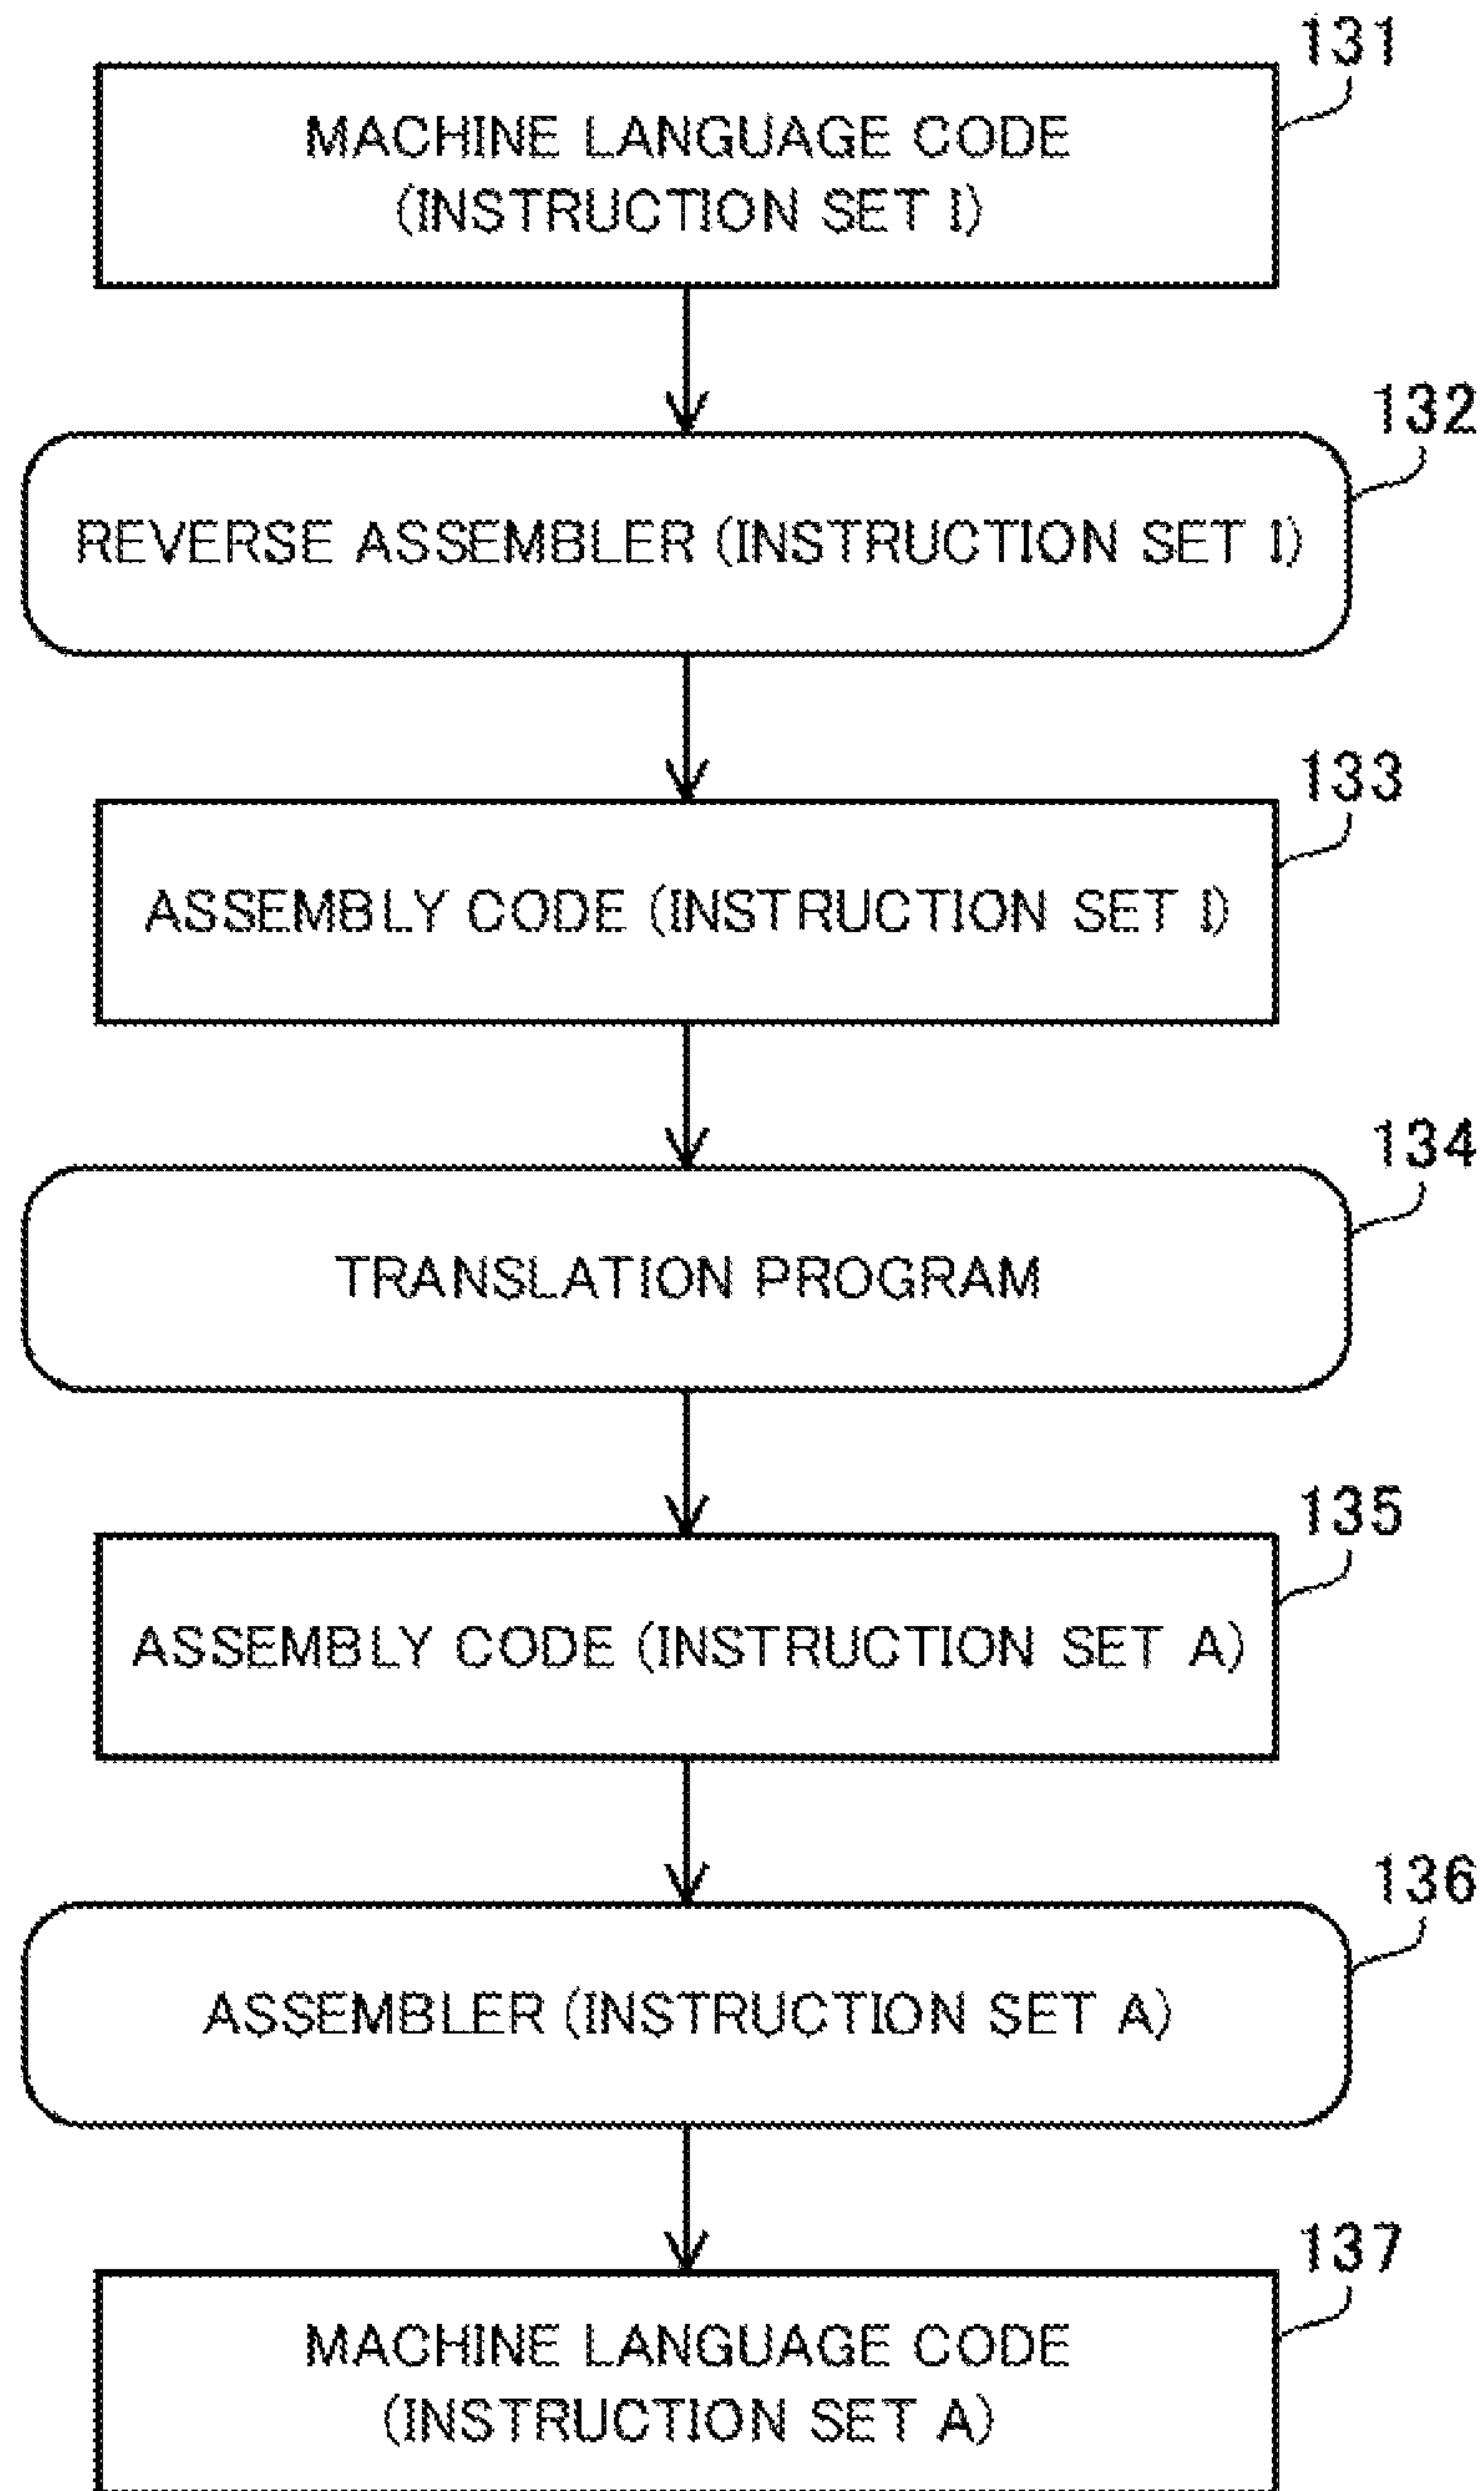 131
MACHINE LANGUAGE CODE
(INSTRUCTION SET I)
132
REVERSE ASSEMBLER (INSTRUCTION SET I)
133
ASSEMBLY CODE (INSTRUCTION SET I)
134
TRANSLATION PROGRAM
135
ASSEMBLY CODE (INSTRUCTION SET A)
136
ASSEMBLER (INSTRUCTION SET A)
137
MACHINE LANGUAGE CODE
(INSTRUCTION SET A)